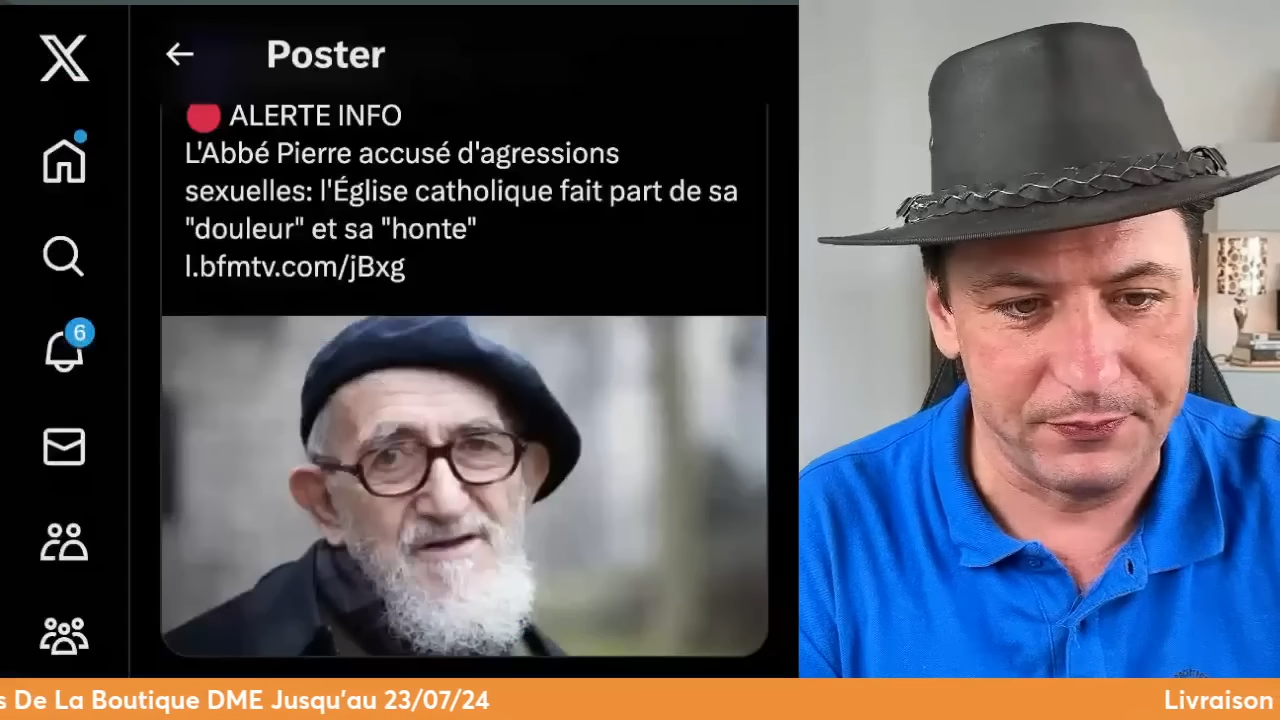 Poster
ALERTE INFO
L'Abbé Pierre accusé d'agressions
sexuelles: l'Église catholique fait part de sa
"douleur" et sa "honte"
l.bfmtv.com/jBxg
6
s De La Boutique DME Jusqu'au 23/07/24
Livraison